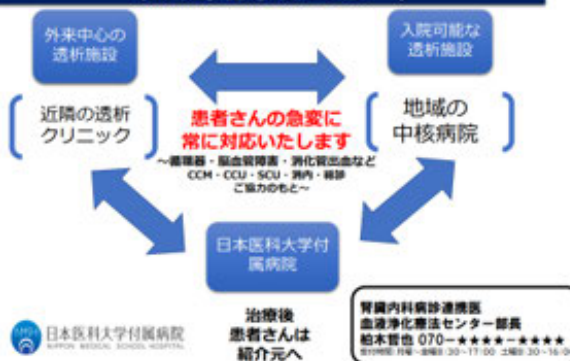 外来中心の
透析施設
入院可能な
透析施設
近隣の透析
クリニック
患者さんの急変に
常に対応いたします
地域の
中核病院
～循環器・脳血管障害・消化管出血など
CCM・CCU・SCU・消内・総診
ご協力のもと～
日本医科大学付
属病院
日本医科大学付属病院
NIPPON MEDICAL SCHOOL HOSPITAL
治療後
患者さんは
紹介元へ
腎臓内科病診連携医
血液浄化療法センター部長
柏木哲也 070-★★★★-★★★★